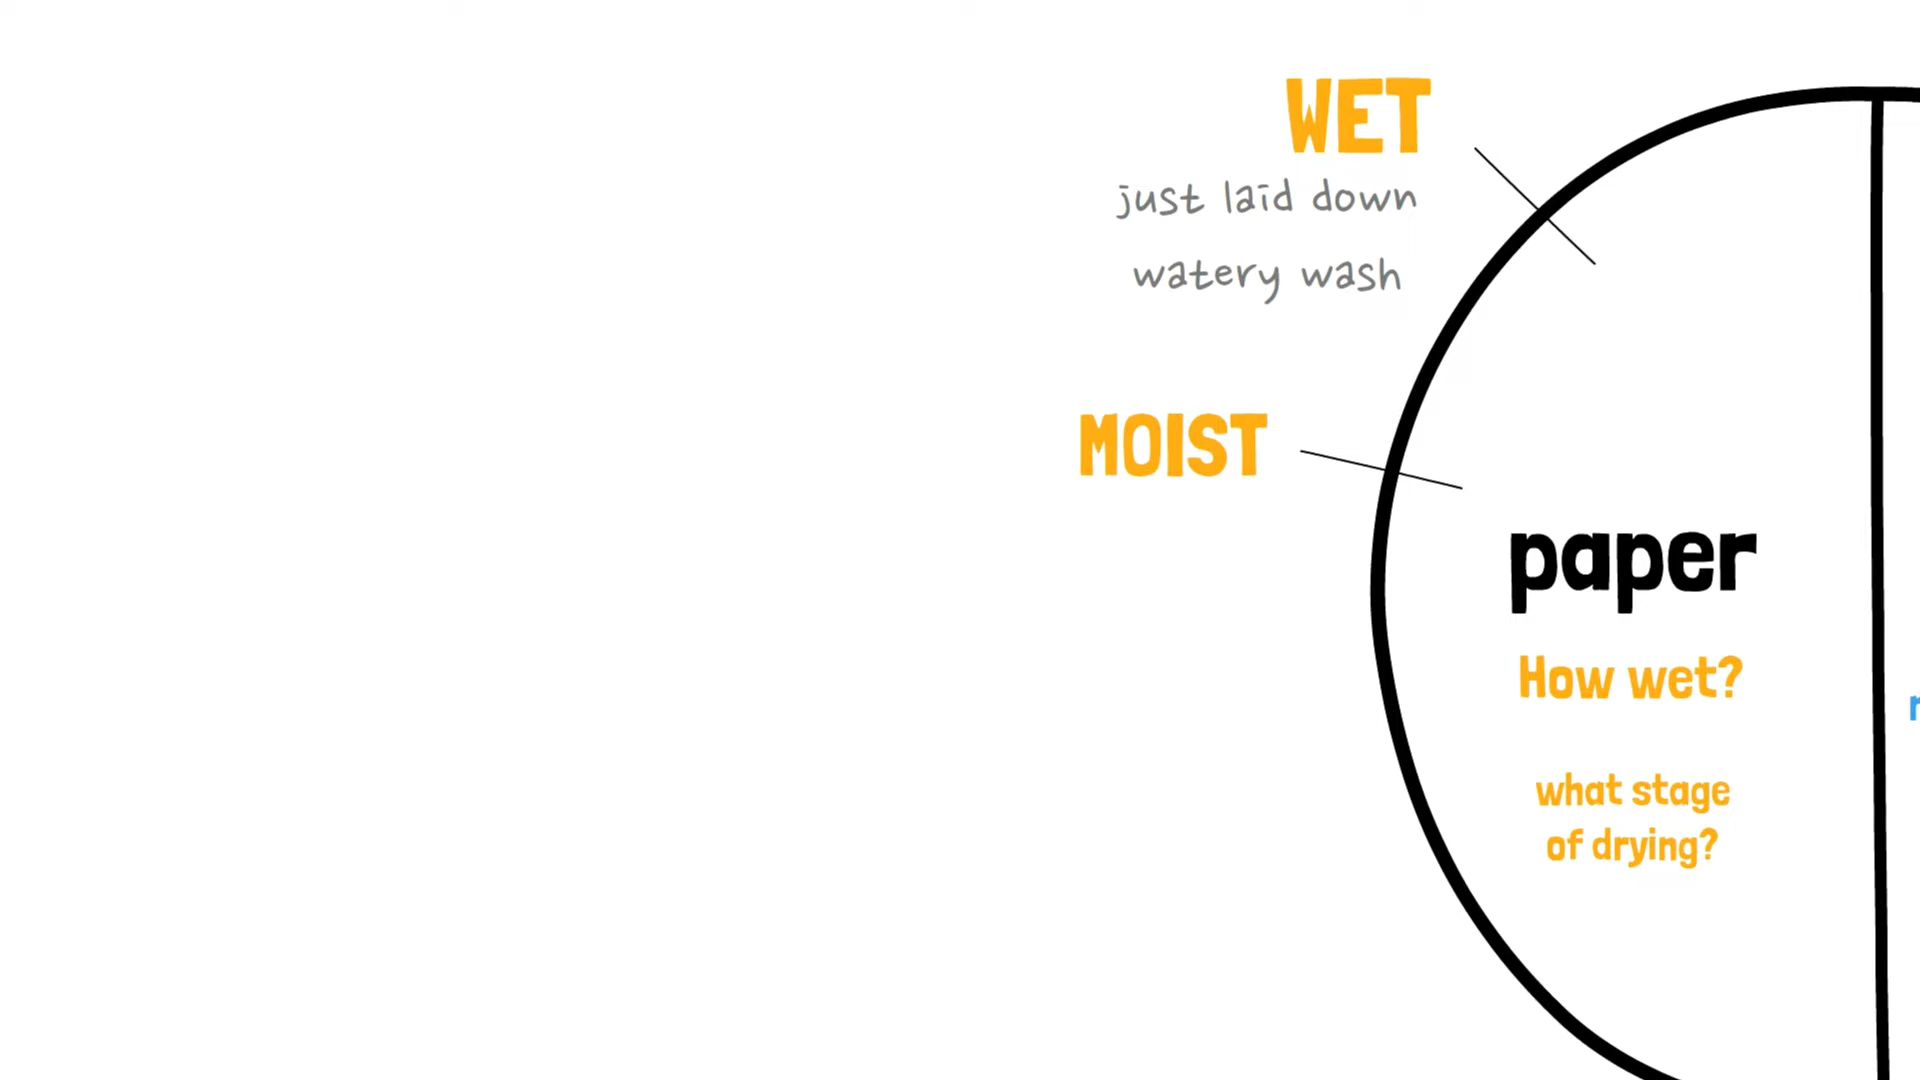 WET
just laid down
watery wash
MOIST
paper
How wet?
what stage
of drying?